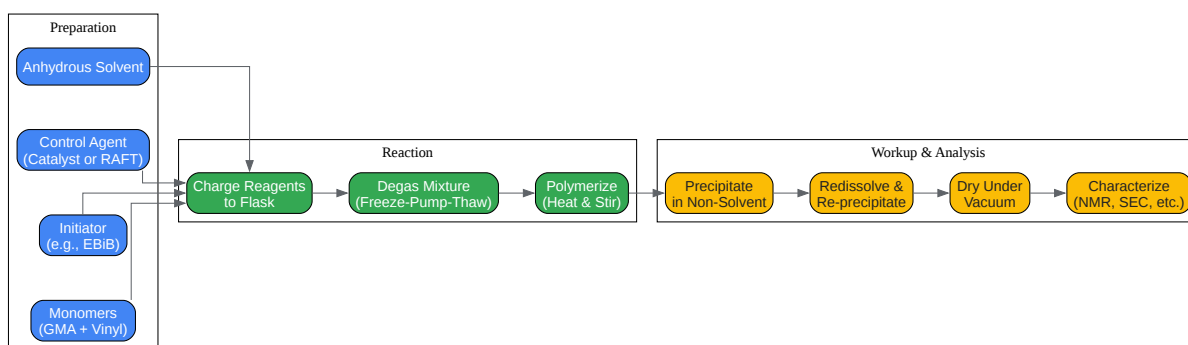 Preparation
Anhydrous Solvent
Control Agent
(Catalyst or RAFT)
Initiator
(e.g., EBiB)
Monomers
(GMA + Vinyl)
Reaction
Charge Reagents
to Flask
Degas Mixture
(Freeze-Pump-Thaw)
Polymerize
(Heat & Stir)
Workup & Analysis
Precipitate
in Non-Solvent
Redissolve &
Re-precipitate
Dry Under
Vacuum
Characterize
(NMR, SEC, etc.)